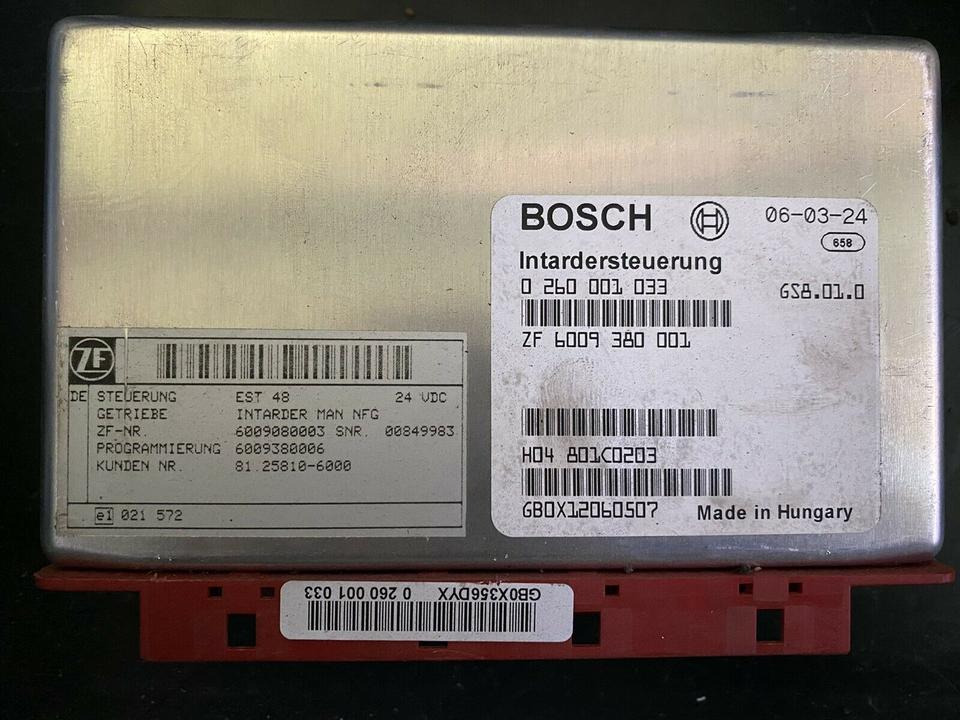 BOSCH 06-03-24
658
Intardersteuerung
0 260 001 033 GS8.01.0
ZF 6009 380 001
H04 801C0203
GB0X12060507 Made in Hungary
ZF
DE STEUERUNG EST 48 24 VDC
GETRIEBE INTARDER MAN NFG
ZF-NR. 6009080003 SNR. 00849983
PROGRAMMIERUNG 6009380006
KUNDEN NR. 81.25810-6000
e1 021 572
GB0X356DYX 0 260 001 033